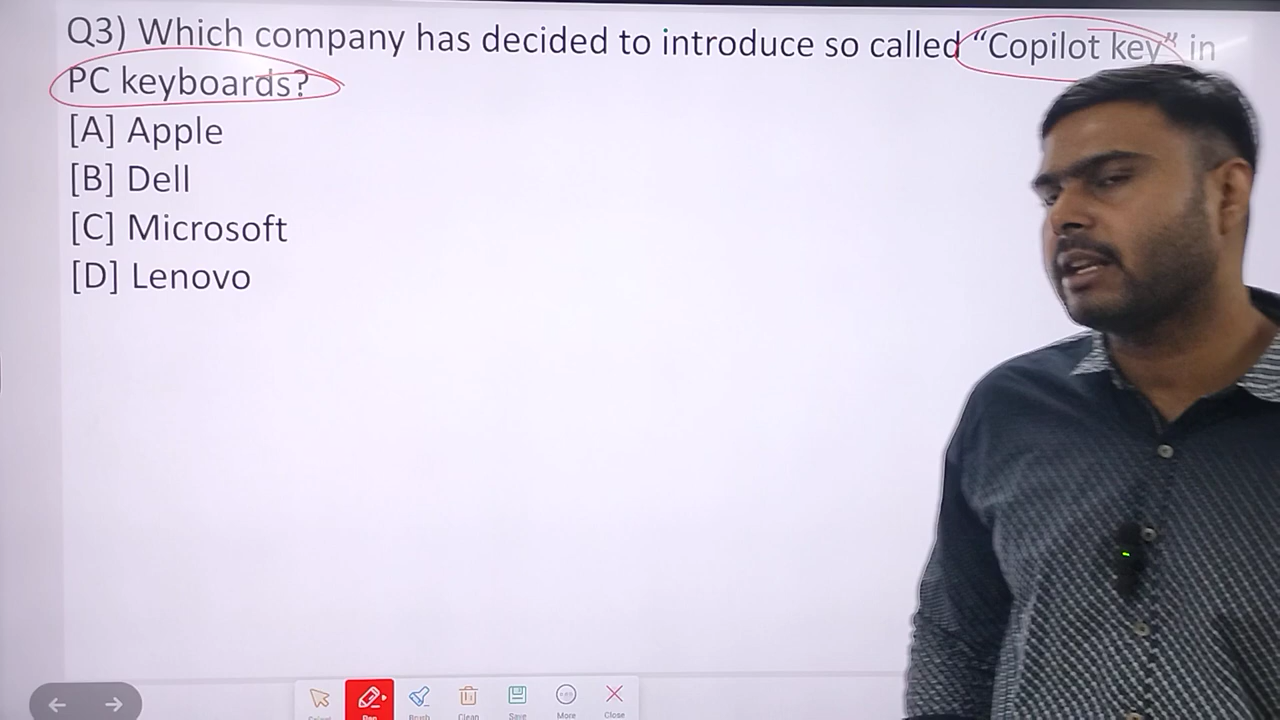 Q3) Which company has decided to introduce so called “Copilot key” in
PC keyboards?
[A] Apple
[B] Dell
[C] Microsoft
[D] Lenovo
Select
Pen
Brush
Clean
Save
More
Close